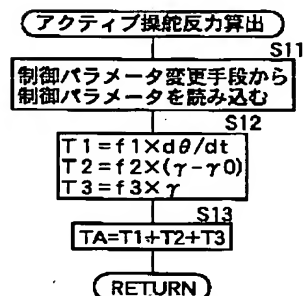 アクティブ操舵反力算出
S11
制御パラメータ変更手段から
制御パラメータを読み込む
S12
T1=f1×dθ/dt
T2=f2×(γ-γ0)
T3=f3×γ
S13
TA=T1+T2+T3
RETURN